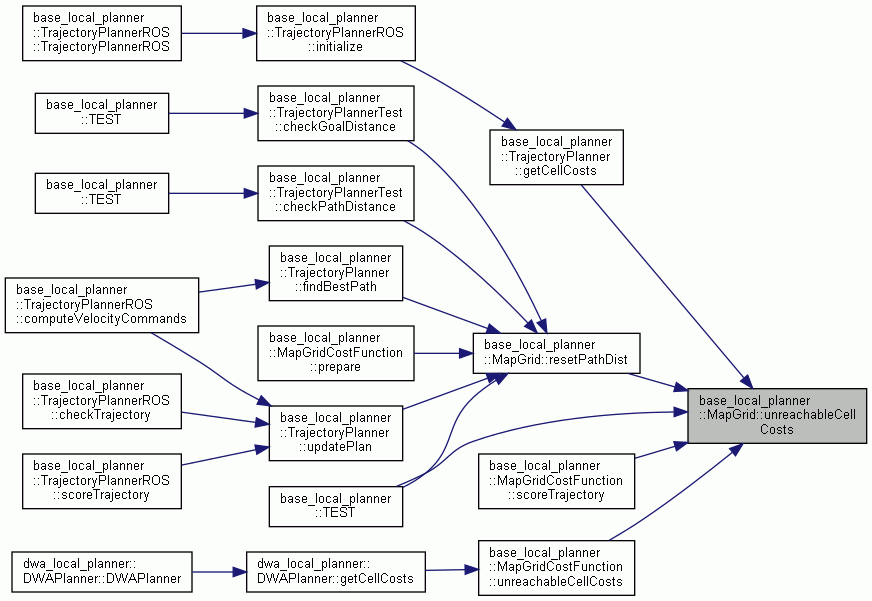 base_local_planner
::TrajectoryPlannerROS
::TrajectoryPlannerROS
base_local_planner
::TrajectoryPlannerROS
::initialize
base_local_planner
::TEST
base_local_planner
::TrajectoryPlannerTest
::checkGoalDistance
base_local_planner
::TrajectoryPlanner
::getCellCosts
base_local_planner
::TEST
base_local_planner
::TrajectoryPlannerTest
::checkPathDistance
base_local_planner
::TrajectoryPlanner
::findBestPath
base_local_planner
::TrajectoryPlannerROS
::computeVelocityCommands
base_local_planner
::MapGridCostFunction
::prepare
base_local_planner
::MapGrid::resetPathDist
base_local_planner
::TrajectoryPlannerROS
::checkTrajectory
base_local_planner
::TrajectoryPlanner
::updatePlan
base_local_planner
::MapGrid::unreachableCell
Costs
base_local_planner
::TrajectoryPlannerROS
::scoreTrajectory
base_local_planner
::TEST
base_local_planner
::MapGridCostFunction
::scoreTrajectory
dwa_local_planner::
DWAPlanner::DWAPlanner
dwa_local_planner::
DWAPlanner::getCellCosts
base_local_planner
::MapGridCostFunction
::unreachableCellCosts